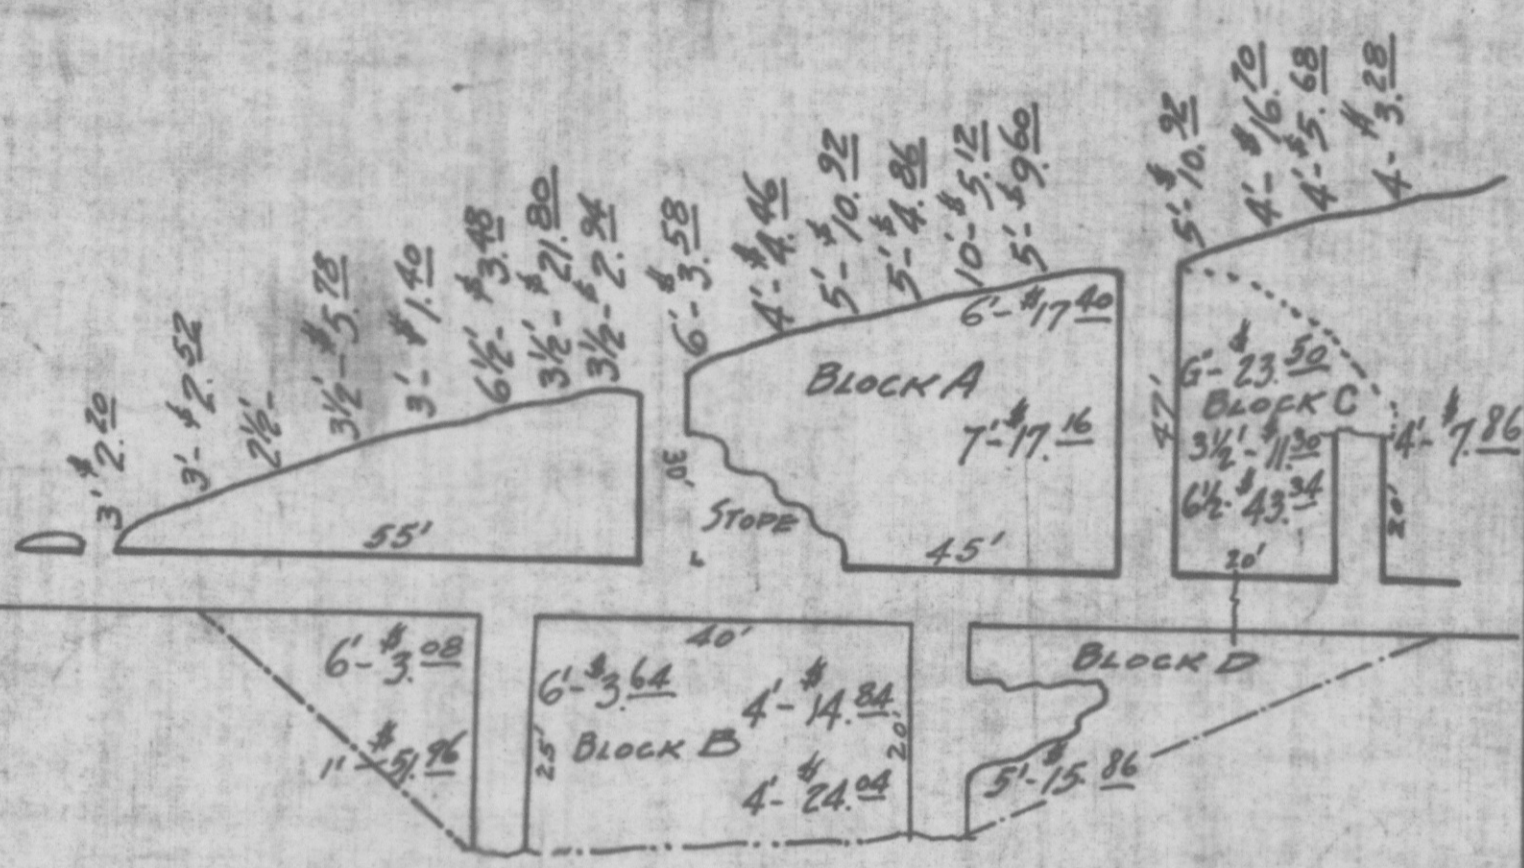 3' $2.20
3' - $2.52
2½' -
3½' - $5.78
3' - $1.40
6½' - $3.48
3½' - $21.80
3½' - $2.94
6' - $3.58
4' - $4.46
5' - $10.92
5' - $4.86
10' - $5.12
5' - $9.60
5' - $10.92
4' - $16.70
4' - $5.68
4' - $3.28
6' - $17.40
BLOCK A
7' - $17.16
6' - $23.50
BLOCK C
3½' - $11.30
6½' - $43.34
4' - $7.86
47'
20'
30'
STOPE
55'
45'
20'
40'
6' - $3.08
6' - $3.64
4' - $14.84
BLOCK D
BLOCK B
25'
20'
1" - $51.96
4' - $24.04
5' - $15.86